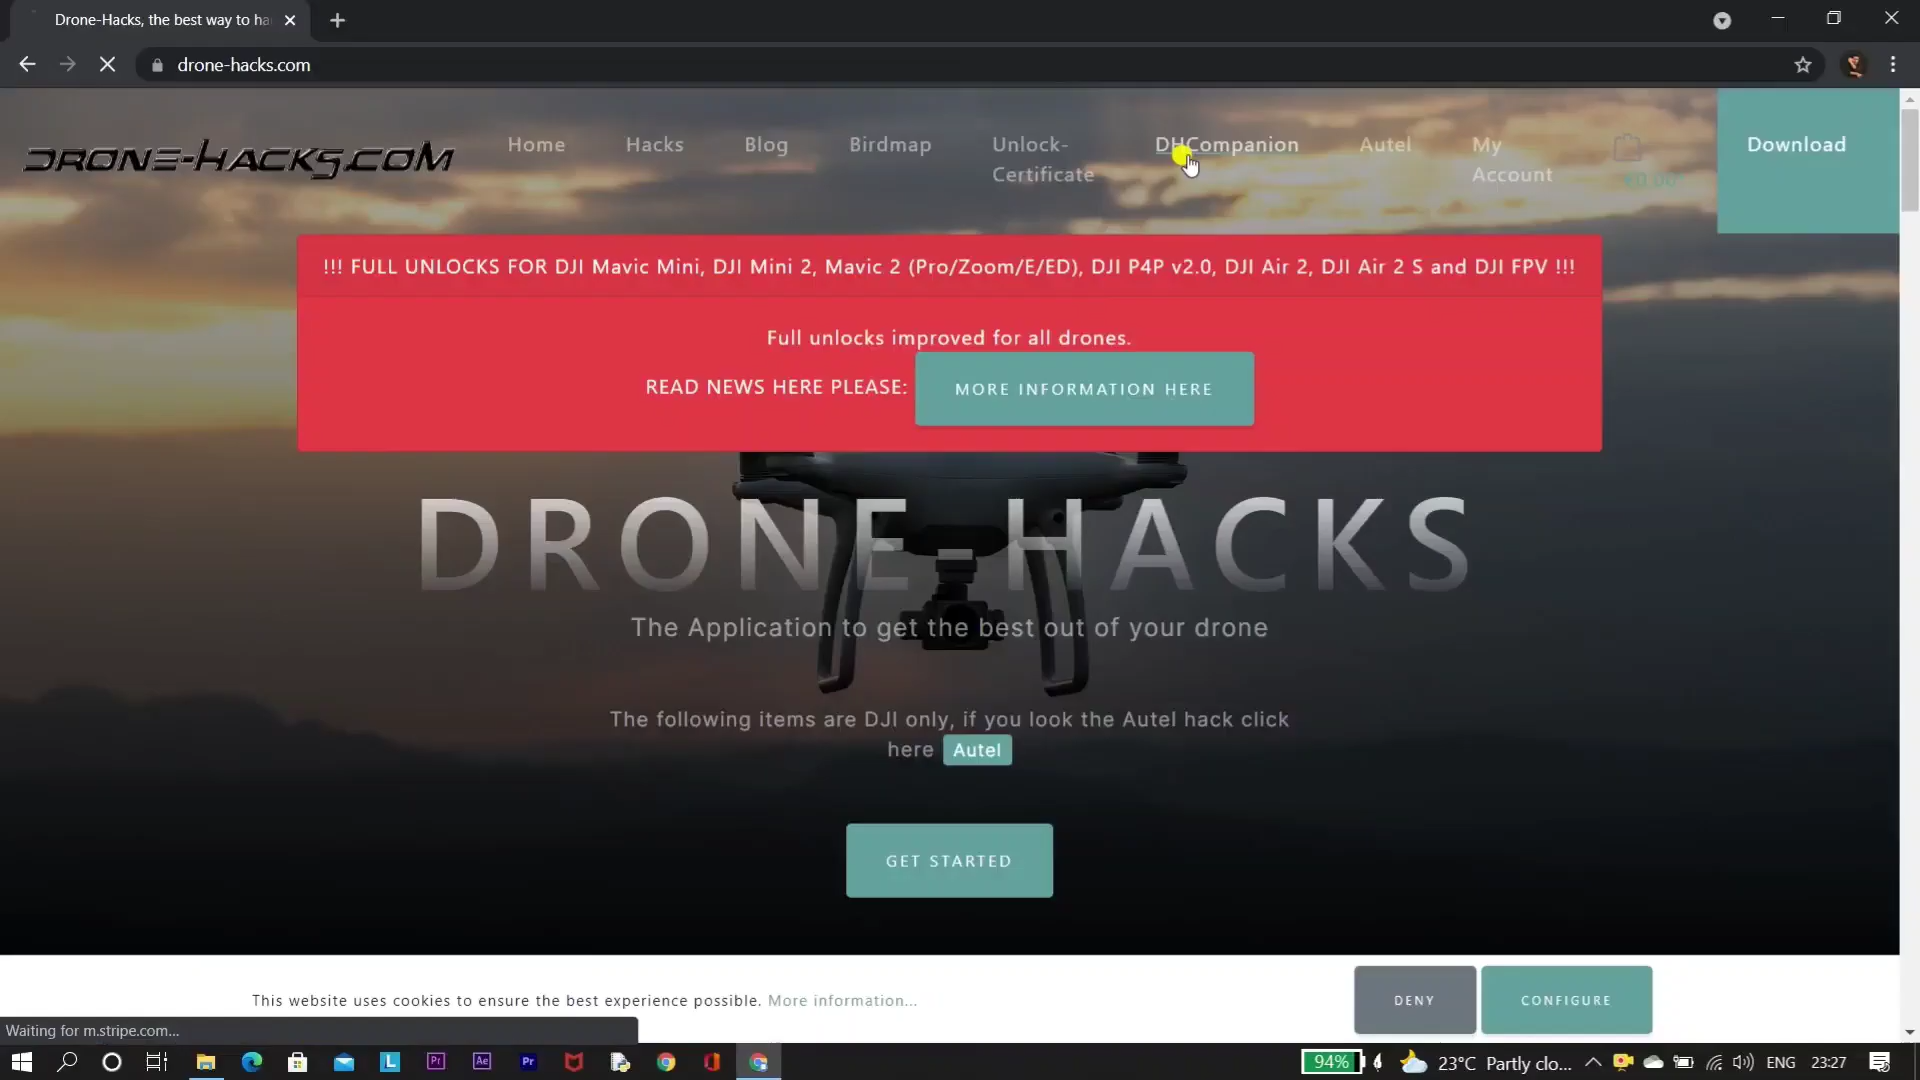 Drone-Hacks, the best way to ha
drone-hacks.com
DRONE-HACKS.COM
Home
Hacks
Blog
Birdmap
Unlock-
Certificate
DHCompanion
Autel
My
Account
€0.00*
Download
!!! FULL UNLOCKS FOR DJI Mavic Mini, DJI Mini 2, Mavic 2 (Pro/Zoom/E/ED), DJI P4P v2.0, DJI Air 2, DJI Air 2 S and DJI FPV !!!
Full unlocks improved for all drones.
READ NEWS HERE PLEASE: MORE INFORMATION HERE
DRONE-HACKS
The Application to get the best out of your drone
The following items are DJI only, if you look the Autel hack click
here Autel
GET STARTED
This website uses cookies to ensure the best experience possible. More information...
DENY
CONFIGURE
Waiting for m.stripe.com...
L
Pr
Ae
Pr
94%
23°C Partly clo...
ENG
23:27